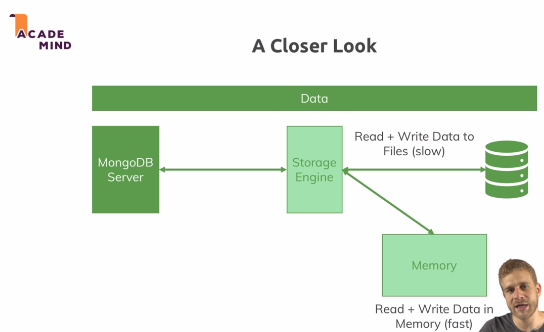 ACADE
MIND
A Closer Look
Data
MongoDB
Server
Storage
Engine
Read + Write Data to
Files (slow)
Memory
Read + Write Data in
Memory (fast)